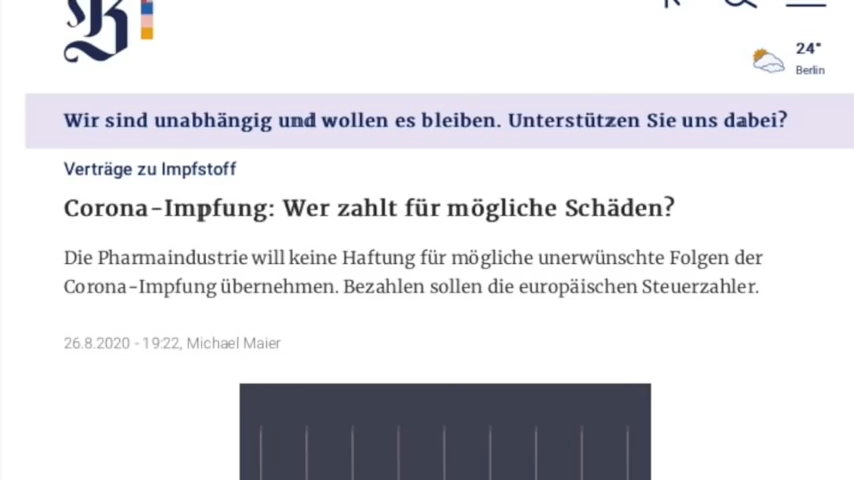 B
24°
Berlin
Wir sind unabhängig und wollen es bleiben. Unterstützen Sie uns dabei?
Verträge zu Impfstoff
Corona-Impfung: Wer zahlt für mögliche Schäden?
Die Pharmaindustrie will keine Haftung für mögliche unerwünschte Folgen der
Corona-Impfung übernehmen. Bezahlen sollen die europäischen Steuerzahler.
26.8.2020 - 19:22, Michael Maier